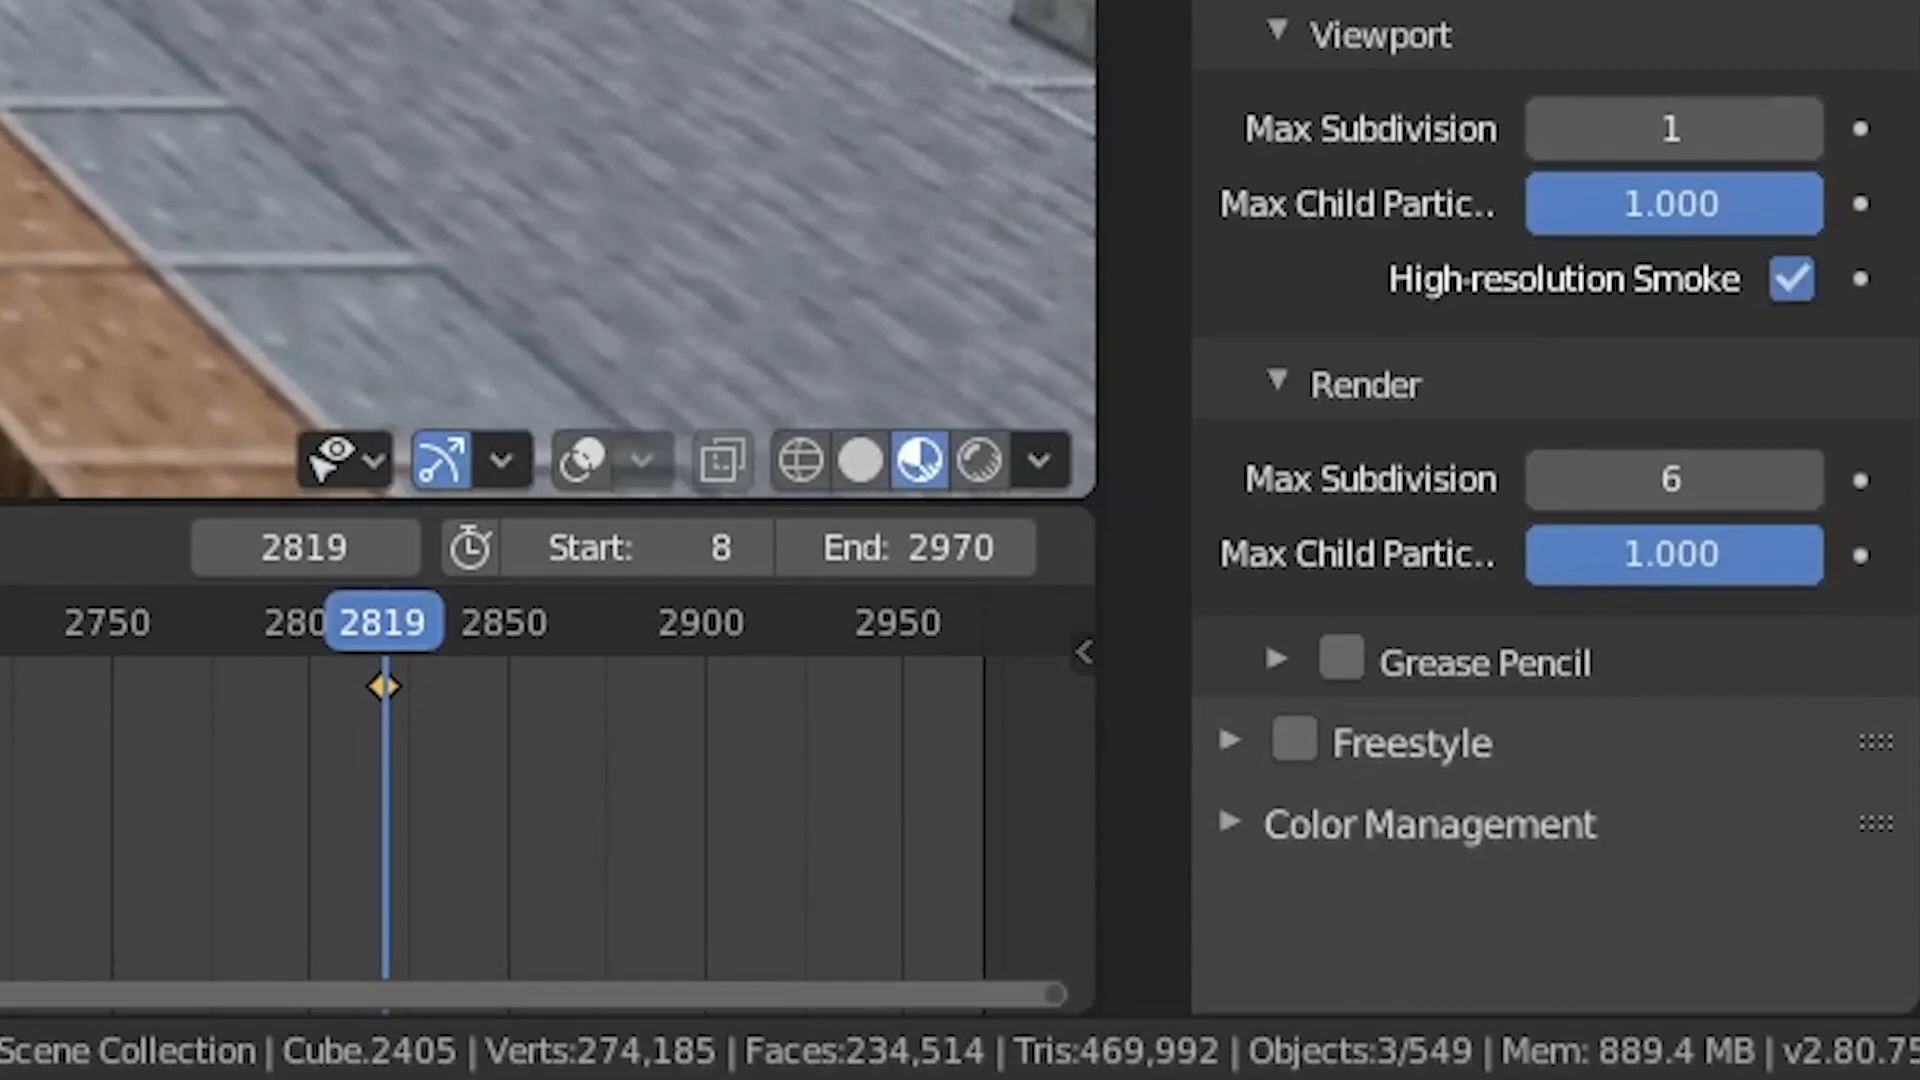 Viewport
Max Subdivision 1
Max Child Partic.. 1.000
High-resolution Smoke
Render
Max Subdivision 6
Max Child Partic.. 1.000
Grease Pencil
Freestyle
Color Management
2819 Start: 8 End: 2970
2750 280 2819 2850 2900 2950
Scene Collection | Cube.2405 | Verts:274,185 | Faces:234,514 | Tris:469,992 | Objects:3/549 | Mem: 889.4 MB | v2.80.75